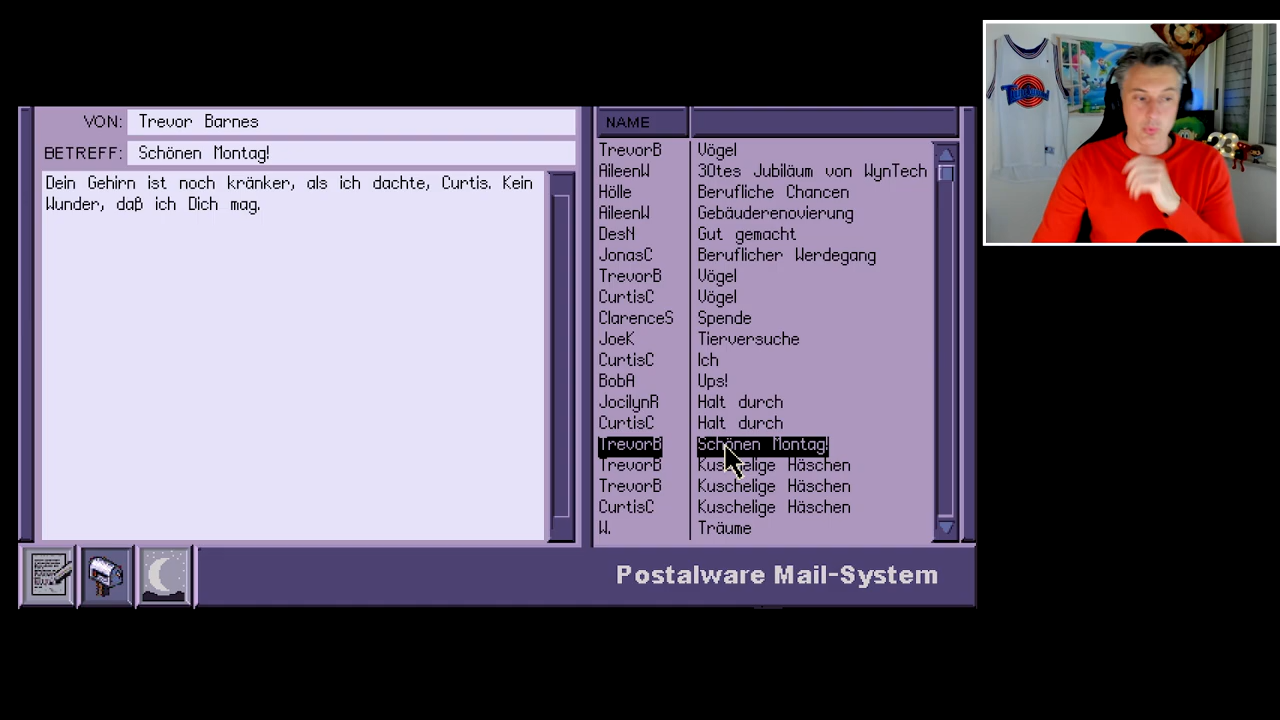 VON: Trevor Barnes
BETREFF: Schönen Montag!
Dein Gehirn ist noch kränker, als ich dachte, Curtis. Kein
Wunder, daß ich Dich mag.
NAME
TrevorB Vögel
AileenW 30tes Jubiläum von WynTech
Hölle Berufliche Chancen
AileenW Gebäuderenovierung
DesN Gut gemacht
JonasC Beruflicher Werdegang
TrevorB Vögel
CurtisC Vögel
ClarenceS Spende
JoeK Tierversuche
CurtisC Ich
BobA Ups!
JocilynR Halt durch
CurtisC Halt durch
TrevorB Schönen Montag!
TrevorB Kuschelige Häschen
TrevorB Kuschelige Häschen
CurtisC Kuschelige Häschen
W. Träume
Postalware Mail-System
23